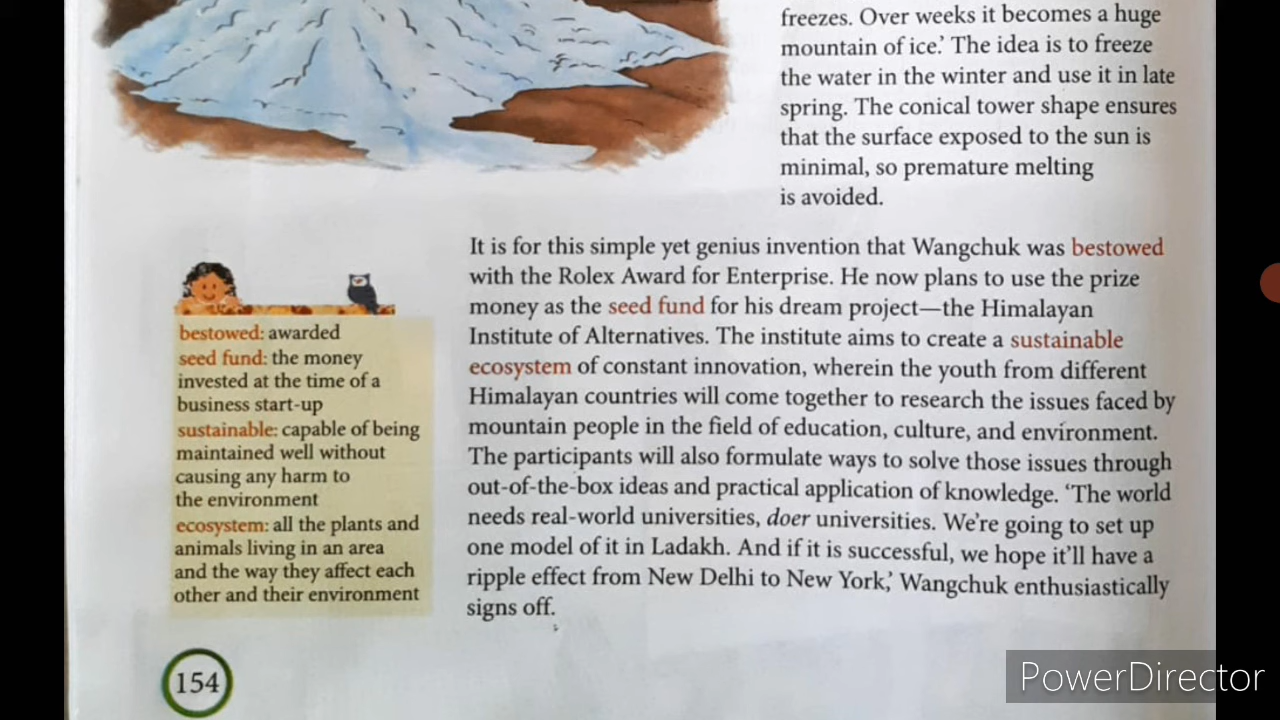 freezes. Over weeks it becomes a huge
mountain of ice.’ The idea is to freeze
the water in the winter and use it in late
spring. The conical tower shape ensures
that the surface exposed to the sun is
minimal, so premature melting
is avoided.
It is for this simple yet genius invention that Wangchuk was bestowed
with the Rolex Award for Enterprise. He now plans to use the prize
money as the seed fund for his dream project—the Himalayan
Institute of Alternatives. The institute aims to create a sustainable
ecosystem of constant innovation, wherein the youth from different
Himalayan countries will come together to research the issues faced by
mountain people in the field of education, culture, and environment.
The participants will also formulate ways to solve those issues through
out-of-the-box ideas and practical application of knowledge. ‘The world
needs real-world universities, doer universities. We’re going to set up
one model of it in Ladakh. And if it is successful, we hope it’ll have a
ripple effect from New Delhi to New York,’ Wangchuk enthusiastically
signs off.
bestowed: awarded
seed fund: the money
invested at the time of a
business start-up
sustainable: capable of being
maintained well without
causing any harm to
the environment
ecosystem: all the plants and
animals living in an area
and the way they affect each
other and their environment
154
PowerDirector